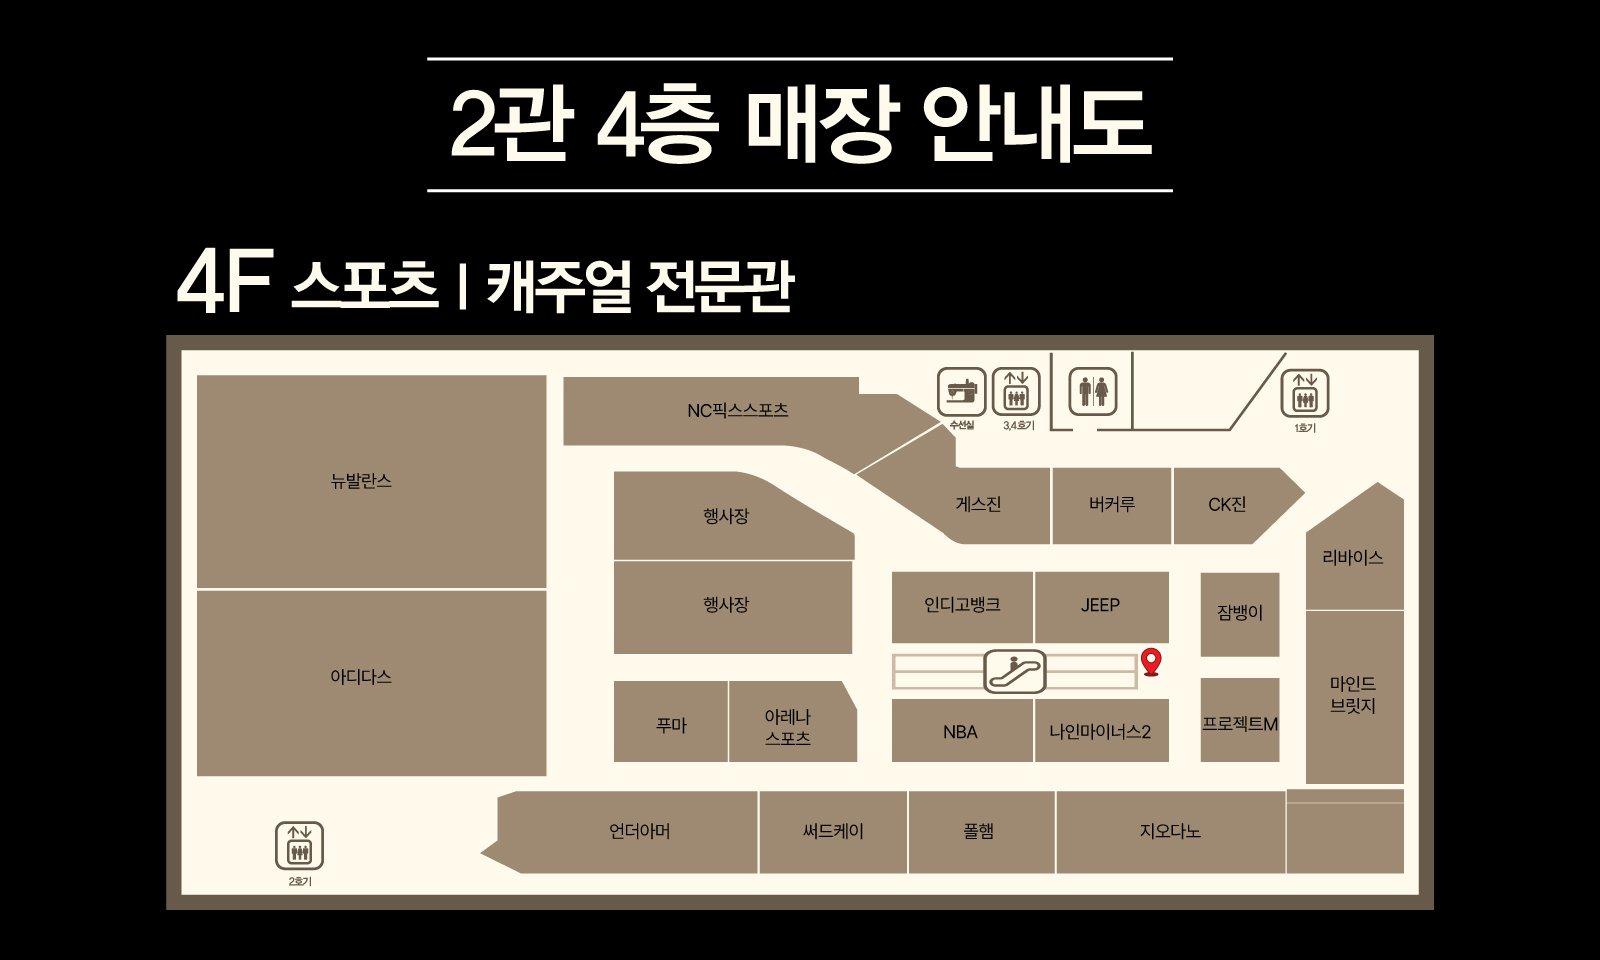 2관 4층 매장 안내도
4F 스포츠 | 캐주얼 전문관
NC픽스스포츠
수선실
3,4호기
1호기
뉴발란스
행사장
게스진
버커루
CK진
리바이스
행사장
인디고뱅크
JEEP
잠뱅이
아디다스
마인드
브릿지
푸마
아레나
스포츠
NBA
나인마이너스2
프로젝트M
언더아머
써드케이
폴햄
지오다노
2호기